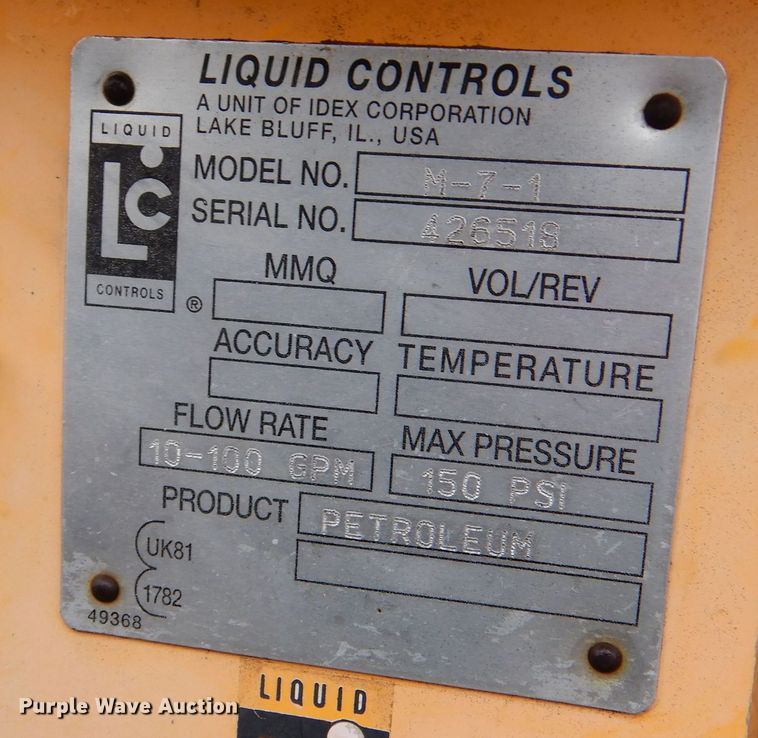 LIQUID CONTROLS
A UNIT OF IDEX CORPORATION
LAKE BLUFF, IL., USA
LIQUID
LC
CONTROLS
®
MODEL NO. M-7-1
SERIAL NO. 426518
MMQ VOL/REV
ACCURACY TEMPERATURE
FLOW RATE MAX PRESSURE
10-100 GPM 150 PSI
PRODUCT PETROLEUM
UK81
1782
49368
LIQUID
Purple Wave Auction